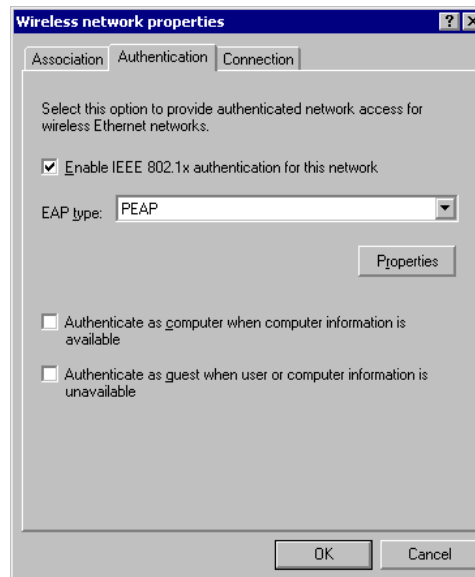 Wireless network properties
Association Authentication Connection
Select this option to provide authenticated network access for
wireless Ethernet networks.
Enable IEEE 802.1x authentication for this network
EAP type: PEAP
Properties
Authenticate as computer when computer information is
available
Authenticate as guest when user or computer information is
unavailable
OK Cancel